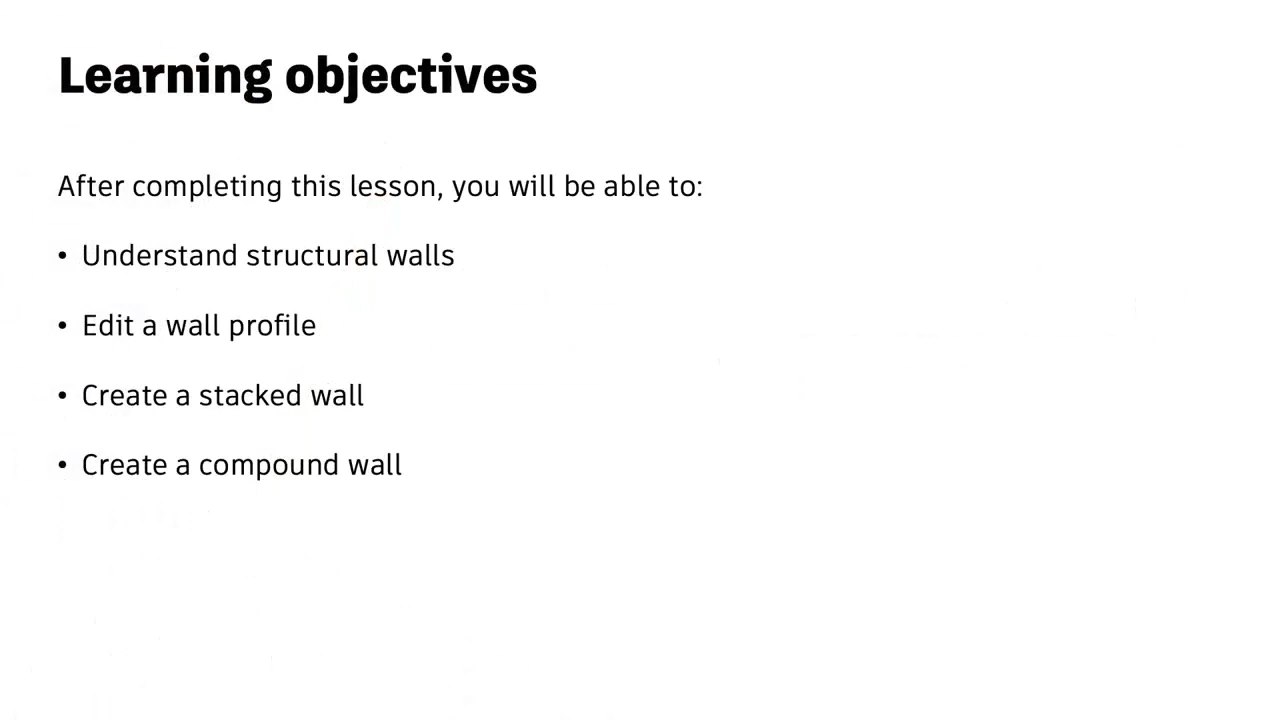 Learning objectives
After completing this lesson, you will be able to:
• Understand structural walls
• Edit a wall profile
• Create a stacked wall
• Create a compound wall